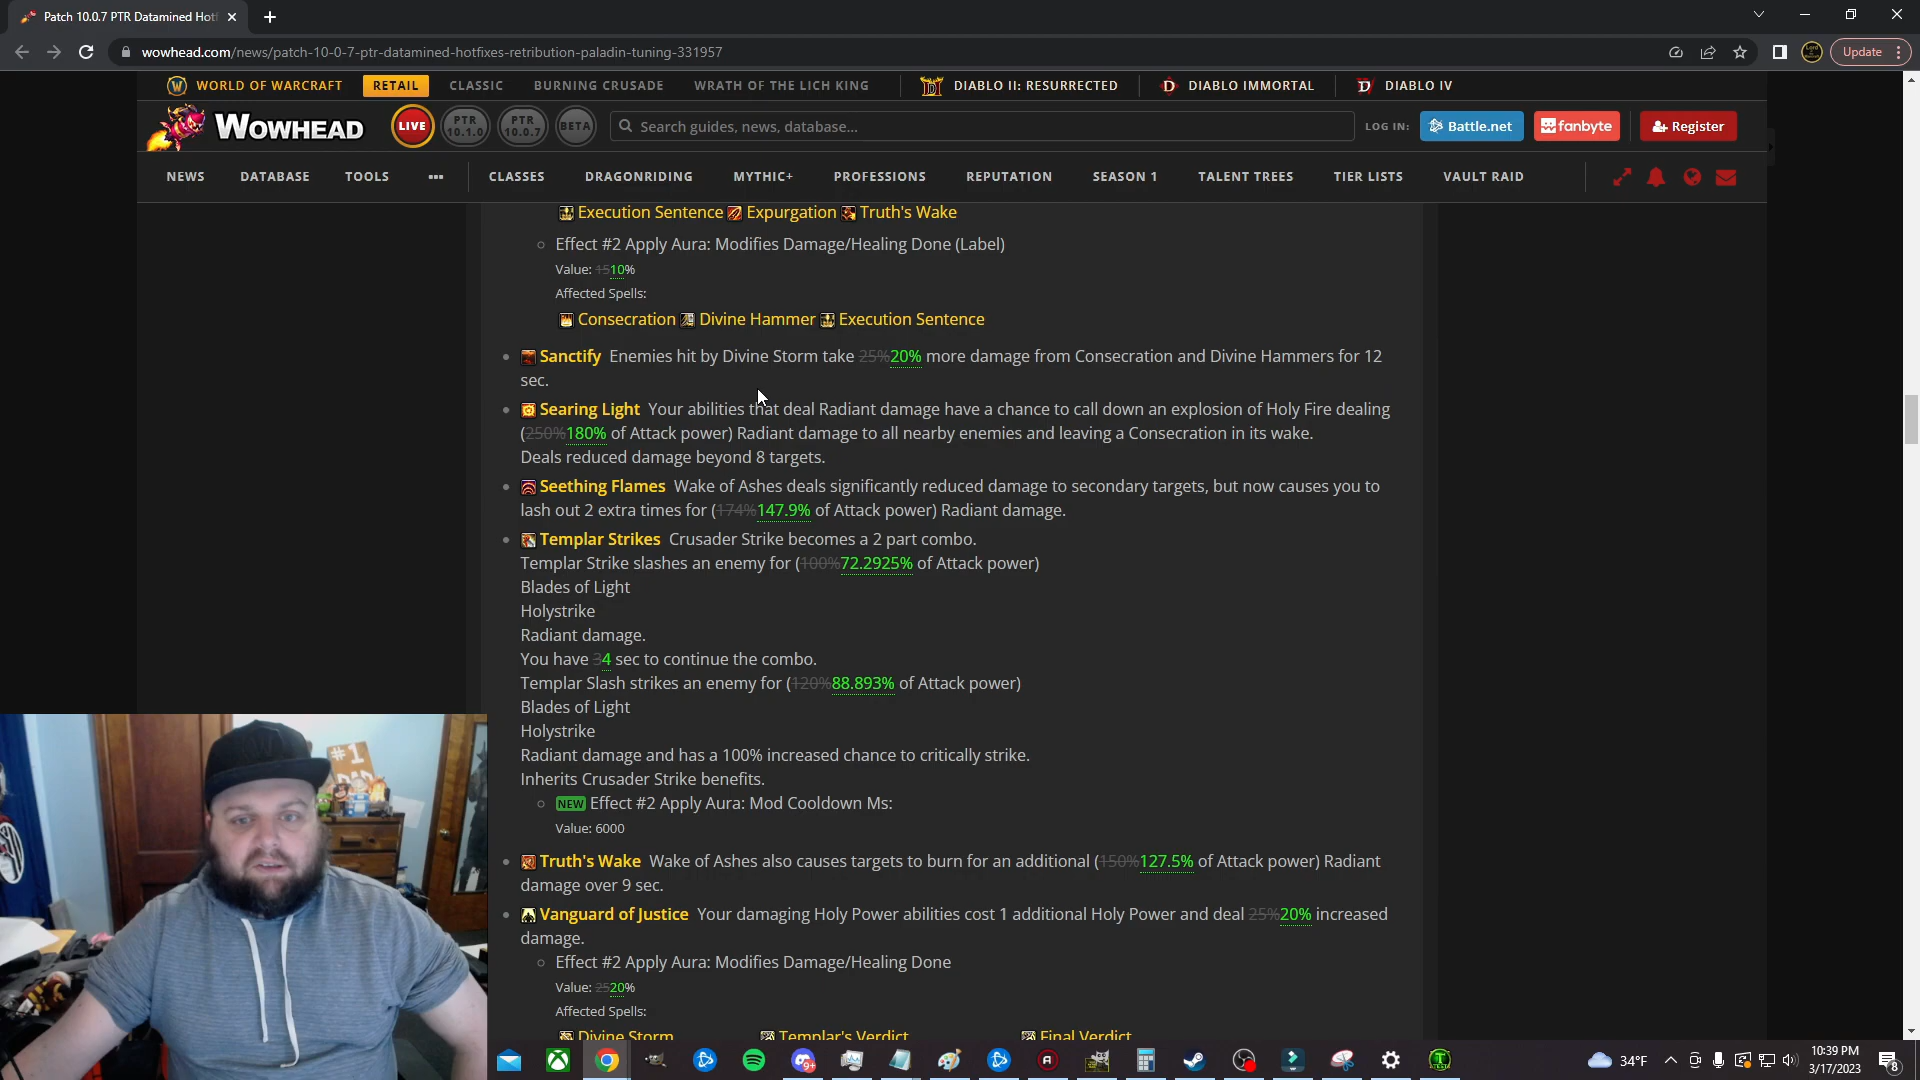 Patch 10.0.7 PTR Datamined Hotf
wowhead.com/news/patch-10-0-7-ptr-datamined-hotfixes-retribution-paladin-tuning-331957
Update
WORLD OF WARCRAFT RETAIL CLASSIC BURNING CRUSADE WRATH OF THE LICH KING DIABLO II: RESURRECTED DIABLO IMMORTAL DIABLO IV
WOWHEAD LIVE PTR 10.1.0 PTR 10.0.7 BETA Search guides, news, database... LOG IN: Battle.net fanbyte Register
NEWS DATABASE TOOLS ••• CLASSES DRAGONRIDING MYTHIC+ PROFESSIONS REPUTATION SEASON 1 TALENT TREES TIER LISTS VAULT RAID
Execution Sentence Expurgation Truth's Wake
Effect #2 Apply Aura: Modifies Damage/Healing Done (Label)
Value: 1510%
Affected Spells:
Consecration Divine Hammer Execution Sentence
Sanctify Enemies hit by Divine Storm take 25%20% more damage from Consecration and Divine Hammers for 12
sec.
Searing Light Your abilities that deal Radiant damage have a chance to call down an explosion of Holy Fire dealing
(250%180% of Attack power) Radiant damage to all nearby enemies and leaving a Consecration in its wake.
Deals reduced damage beyond 8 targets.
Seething Flames Wake of Ashes deals significantly reduced damage to secondary targets, but now causes you to
lash out 2 extra times for (174%147.9% of Attack power) Radiant damage.
Templar Strikes Crusader Strike becomes a 2 part combo.
Templar Strike slashes an enemy for (100%72.2925% of Attack power)
Blades of Light
Holystrike
Radiant damage.
You have 34 sec to continue the combo.
Templar Slash strikes an enemy for (120%88.893% of Attack power)
Blades of Light
Holystrike
Radiant damage and has a 100% increased chance to critically strike.
Inherits Crusader Strike benefits.
NEW Effect #2 Apply Aura: Mod Cooldown Ms:
Value: 6000
Truth's Wake Wake of Ashes also causes targets to burn for an additional (150%127.5% of Attack power) Radiant
damage over 9 sec.
Vanguard of Justice Your damaging Holy Power abilities cost 1 additional Holy Power and deal 25%20% increased
damage.
Effect #2 Apply Aura: Modifies Damage/Healing Done
Value: 2520%
Affected Spells:
Divine Storm Templar's Verdict Final Verdict
#1
DAD
34°F
10:39 PM
3/17/2023
8